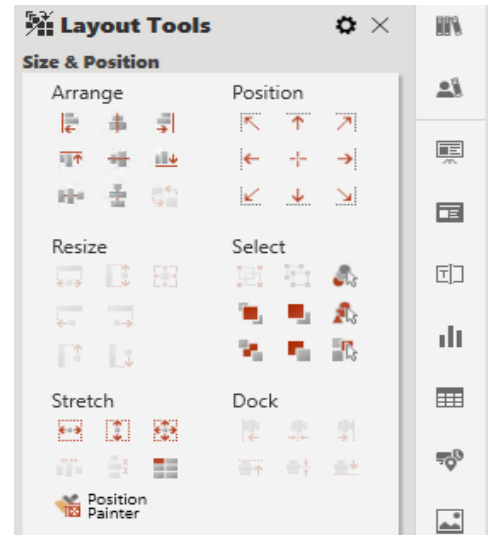 Layout Tools
Size & Position
Arrange
Position
Resize
Select
Stretch
Dock
Position
Painter